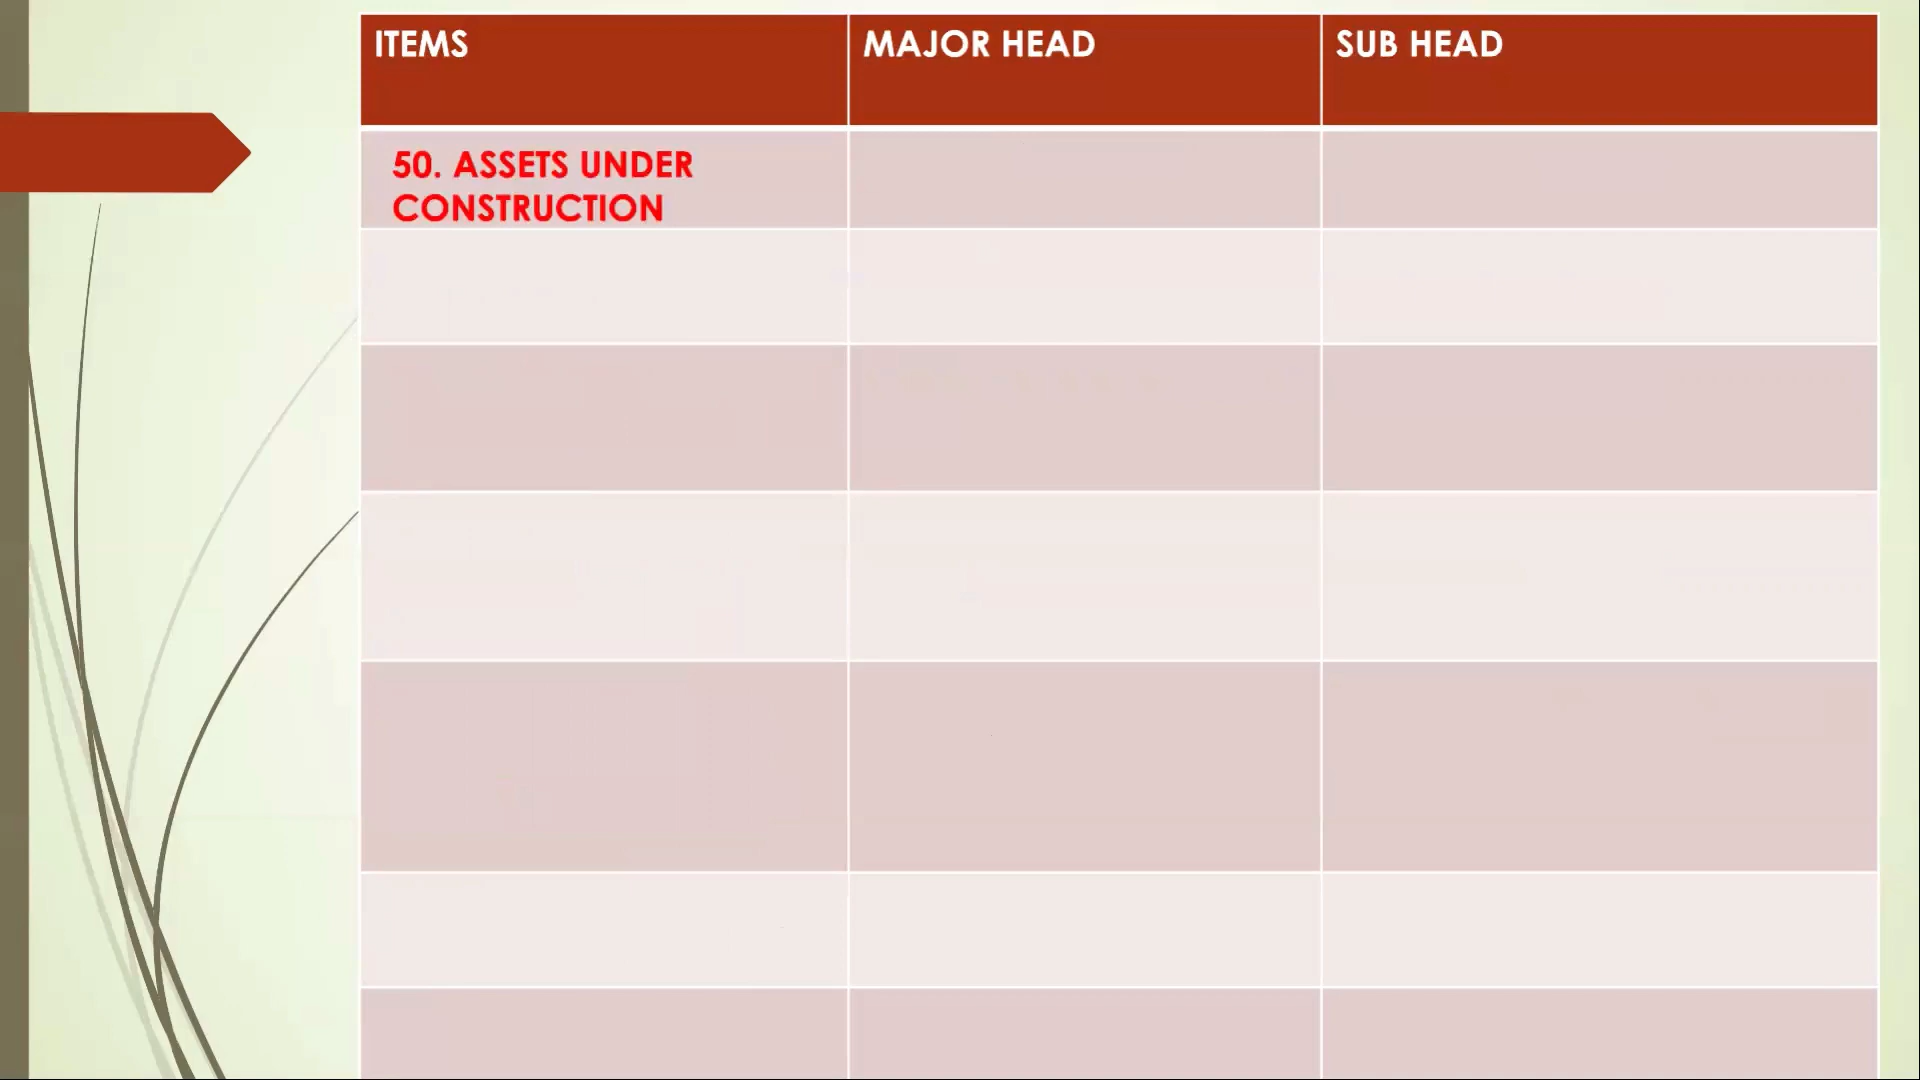 ITEMS
MAJOR HEAD
SUB HEAD
50. ASSETS UNDER
CONSTRUCTION